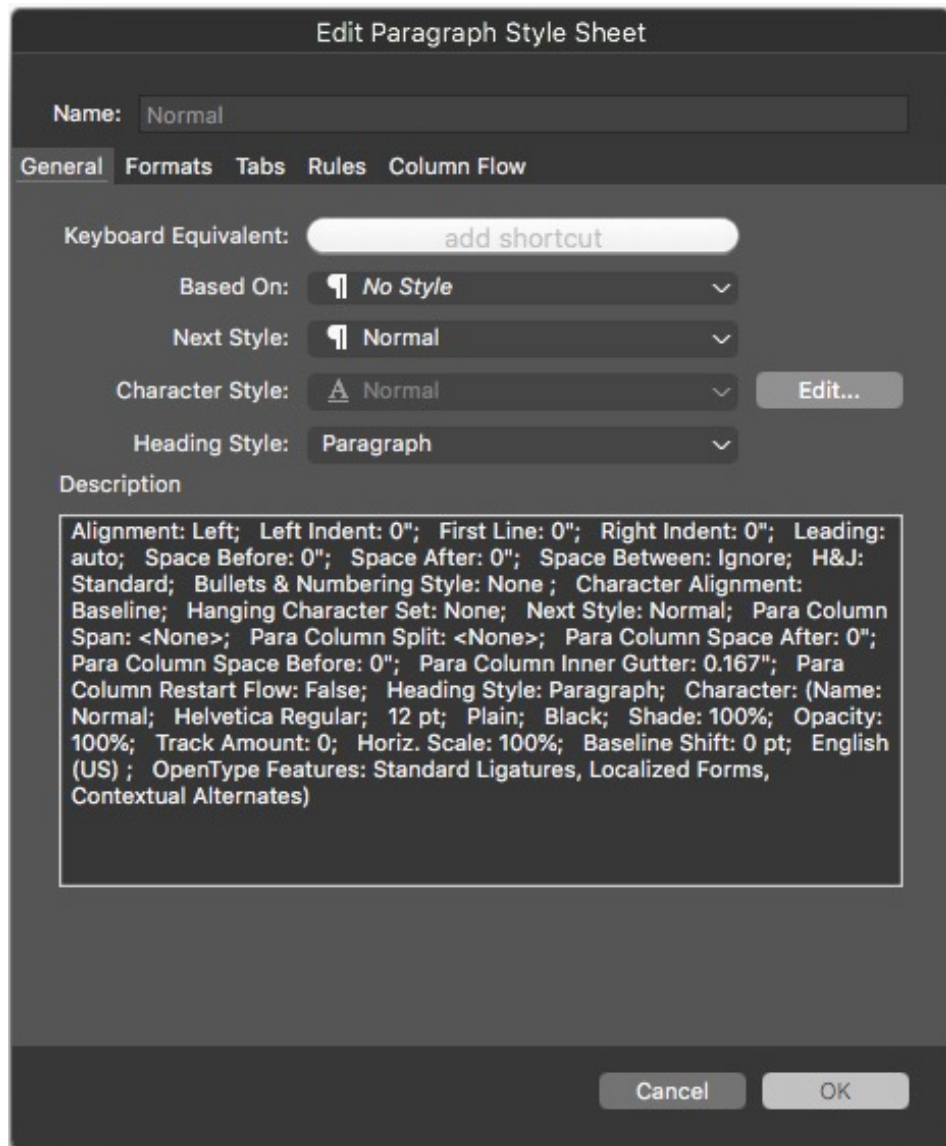 Edit Paragraph Style Sheet
Name: Normal
General Formats Tabs Rules Column Flow
Keyboard Equivalent: add shortcut
Based On: ¶ No Style
Next Style: ¶ Normal
Character Style: A Normal Edit...
Heading Style: Paragraph
Description
Alignment: Left; Left Indent: 0"; First Line: 0"; Right Indent: 0"; Leading:
auto; Space Before: 0"; Space After: 0"; Space Between: Ignore; H&J:
Standard; Bullets & Numbering Style: None ; Character Alignment:
Baseline; Hanging Character Set: None; Next Style: Normal; Para Column
Span: <None>; Para Column Split: <None>; Para Column Space After: 0";
Para Column Space Before: 0"; Para Column Inner Gutter: 0.167"; Para
Column Restart Flow: False; Heading Style: Paragraph; Character: (Name:
Normal; Helvetica Regular; 12 pt; Plain; Black; Shade: 100%; Opacity:
100%; Track Amount: 0; Horiz. Scale: 100%; Baseline Shift: 0 pt; English
(US) ; OpenType Features: Standard Ligatures, Localized Forms,
Contextual Alternates)
Cancel OK